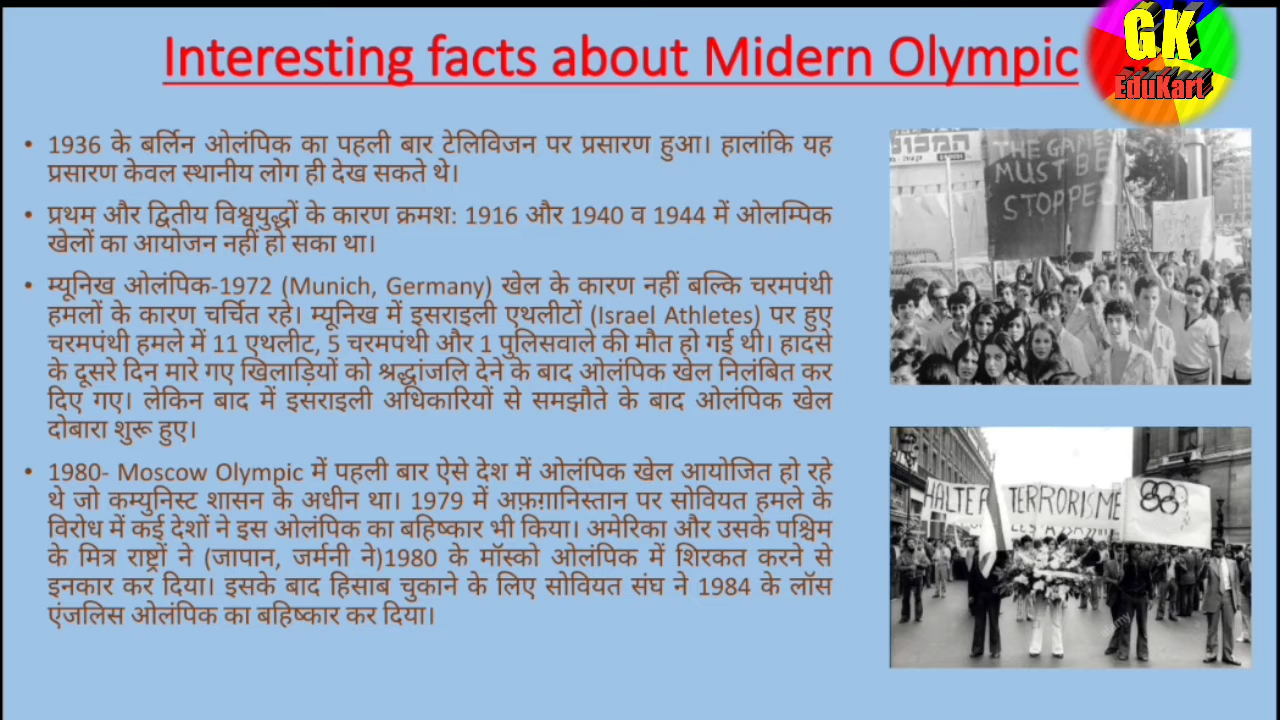 Interesting facts about Midern Olympic
GK
EduKart
• 1936 के बर्लिन ओलंपिक का पहली बार टेलिविजन पर प्रसारण हुआ। हालांकि यह
प्रसारण केवल स्थानीय लोग ही देख सकते थे।
• प्रथम और द्वितीय विश्वयुद्धों के कारण क्रमश: 1916 और 1940 व 1944 में ओलम्पिक
खेलों का आयोजन नहीं हो सका था।
• म्यूनिख ओलंपिक-1972 (Munich, Germany) खेल के कारण नहीं बल्कि चरमपंथी
हमलों के कारण चर्चित रहे। म्यूनिख में इसराइली एथलीटों (Israel Athletes) पर हुए
चरमपंथी हमले में 11 एथलीट, 5 चरमपंथी और 1 पुलिसवाले की मौत हो गई थी। हादसे
के दूसरे दिन मारे गए खिलाड़ियों को श्रद्धांजलि देने के बाद ओलंपिक खेल निलंबित कर
दिए गए। लेकिन बाद में इसराइली अधिकारियों से समझौते के बाद ओलंपिक खेल
दोबारा शुरू हुए।
• 1980- Moscow Olympic में पहली बार ऐसे देश में ओलंपिक खेल आयोजित हो रहे
थे जो कम्युनिस्ट शासन के अधीन था। 1979 में अफ़ग़ानिस्तान पर सोवियत हमले के
विरोध में कई देशों ने इस ओलंपिक का बहिष्कार भी किया। अमेरिका और उसके पश्चिम
के मित्र राष्ट्रों ने (जापान, जर्मनी ने)1980 के मॉस्को ओलंपिक में शिरकत करने से
इनकार कर दिया। इसके बाद हिसाब चुकाने के लिए सोवियत संघ ने 1984 के लॉस
एंजलिस ओलंपिक का बहिष्कार कर दिया।
THE GAMES
MUST BE
STOPPED
HALTE A TERRORISME
alamy